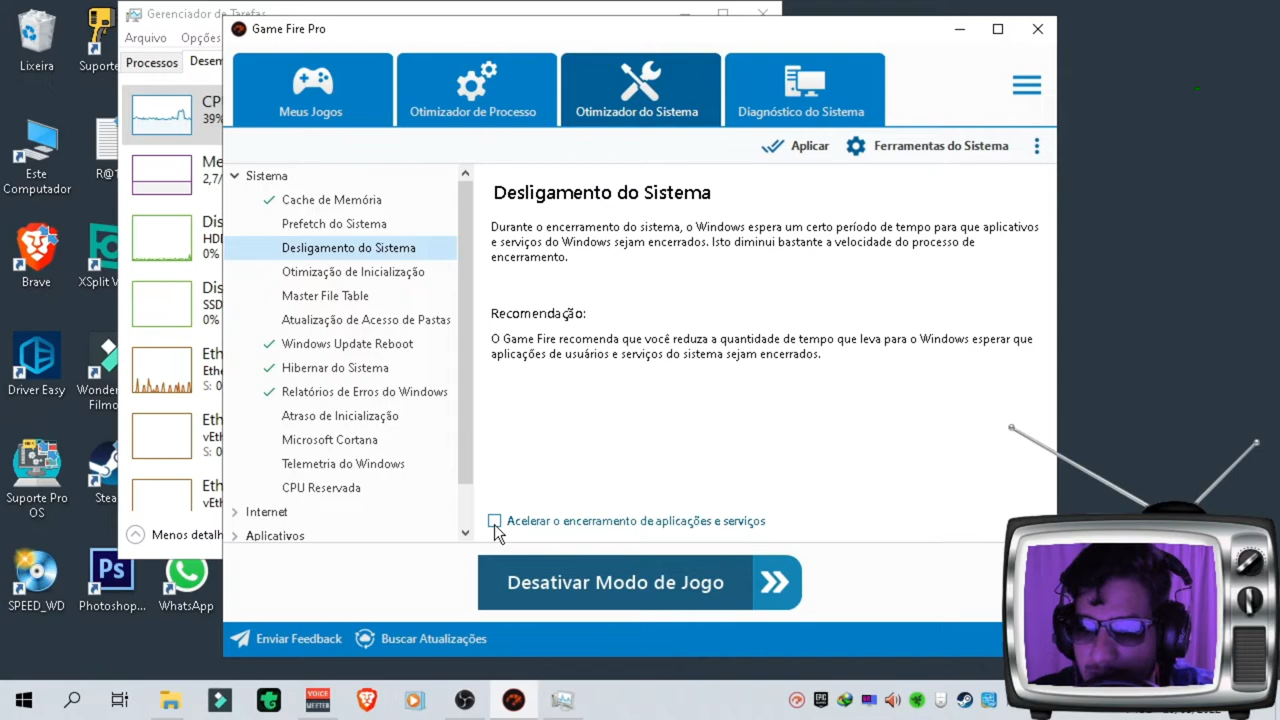 Gerenciador de Tarefas
Arquivo
Opções
Processos
Desem
CP
39%
Me
2,7/
Dis
HDD
0%
Dis
SSD
0%
Eth
Ethe
S: 0
Eth
vEth
S: 0
Eth
vEth
Menos detalh
Lixeira
Suporte
Este
Computador
R@T
Brave
XSplit V
Driver Easy
Wonder
Filmo
Suporte Pro
OS
Stea
SPEED_WD
Ps
Photoshop...
WhatsApp
Game Fire Pro
Meus Jogos
Otimizador de Processo
Otimizador do Sistema
Diagnóstico do Sistema
Aplicar
Ferramentas do Sistema
Sistema
Cache de Memória
Prefetch do Sistema
Desligamento do Sistema
Otimização de Inicialização
Master File Table
Atualização de Acesso de Pastas
Windows Update Reboot
Hibernar do Sistema
Relatórios de Erros do Windows
Atraso de Inicialização
Microsoft Cortana
Telemetria do Windows
CPU Reservada
Internet
Aplicativos
Desligamento do Sistema
Durante o encerramento do sistema, o Windows espera um certo período de tempo para que aplicativos
e serviços do Windows sejam encerrados. Isto diminui bastante a velocidade do processo de
encerramento.
Recomendação:
O Game Fire recomenda que você reduza a quantidade de tempo que leva para o Windows esperar que
aplicações de usuários e serviços do sistema sejam encerrados.
Acelerar o encerramento de aplicações e serviços
Desativar Modo de Jogo
Enviar Feedback
Buscar Atualizações
VOICE
MEETER
EPIC